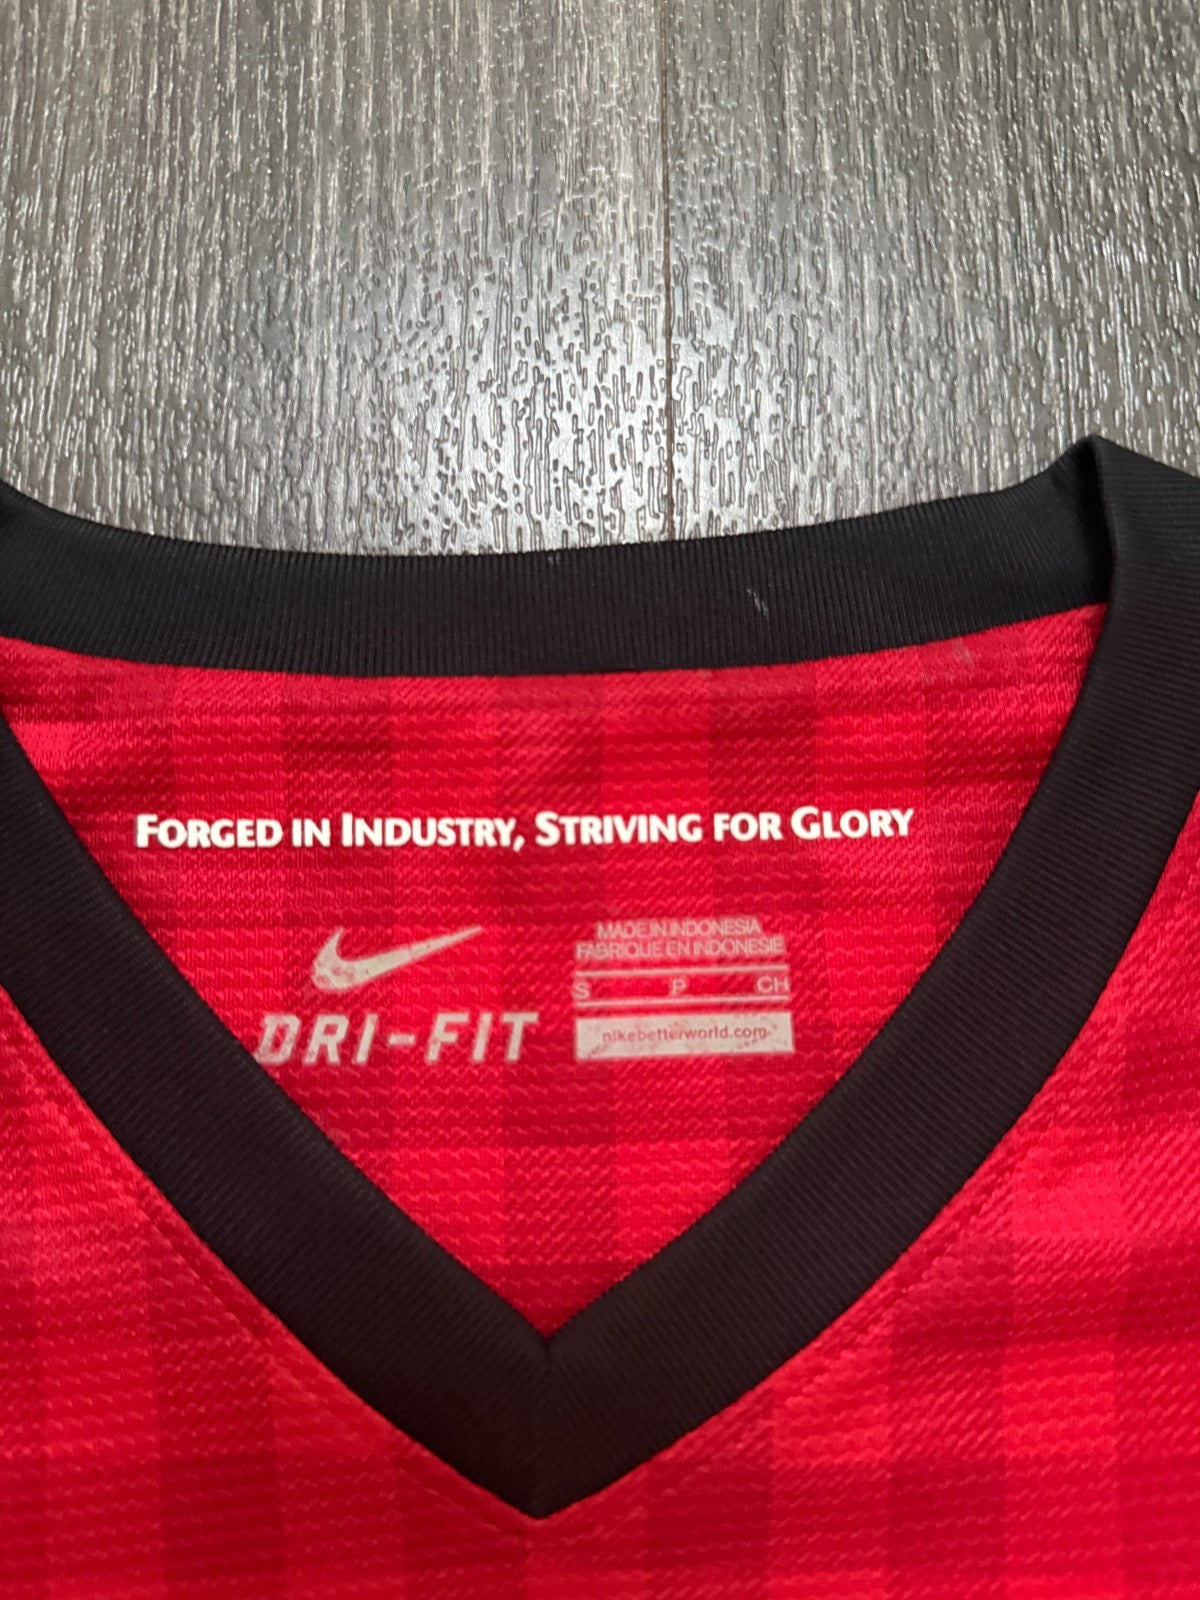 FORGED IN INDUSTRY, STRIVING FOR GLORY
DRI-FIT
MADE IN INDONESIA
FABRIQUE EN INDONESIE
S P CH
nikebetterworld.com